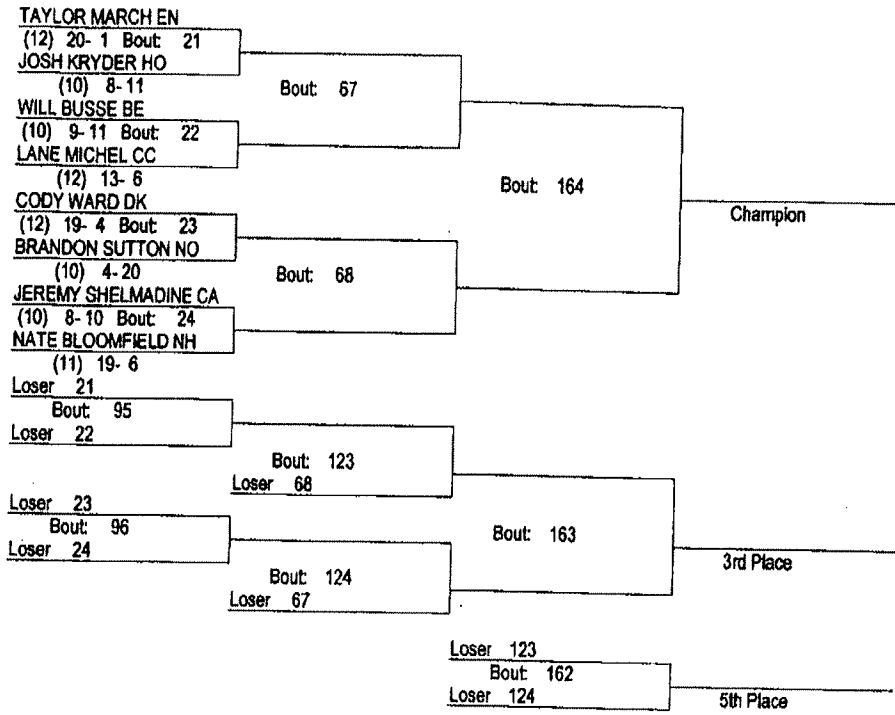 TAYLOR MARCH EN
(12) 20- 1 Bout: 21
JOSH KRYDER HO
(10) 8- 11
Bout: 67
WILL BUSSE BE
(10) 9- 11 Bout: 22
LANE MICHEL CC
(12) 13- 6
Bout: 164
CODY WARD DK
(12) 19- 4 Bout: 23
Champion
BRANDON SUTTON NO
(10) 4- 20
Bout: 68
JEREMY SHELMADINE CA
(10) 8- 10 Bout: 24
NATE BLOOMFIELD NH
(11) 19- 6
Loser 21
Bout: 95
Loser 22
Bout: 123
Loser 68
Loser 23
Bout: 96
Loser 24
Bout: 163
3rd Place
Bout: 124
Loser 67
Loser 123
Bout: 162
Loser 124
5th Place